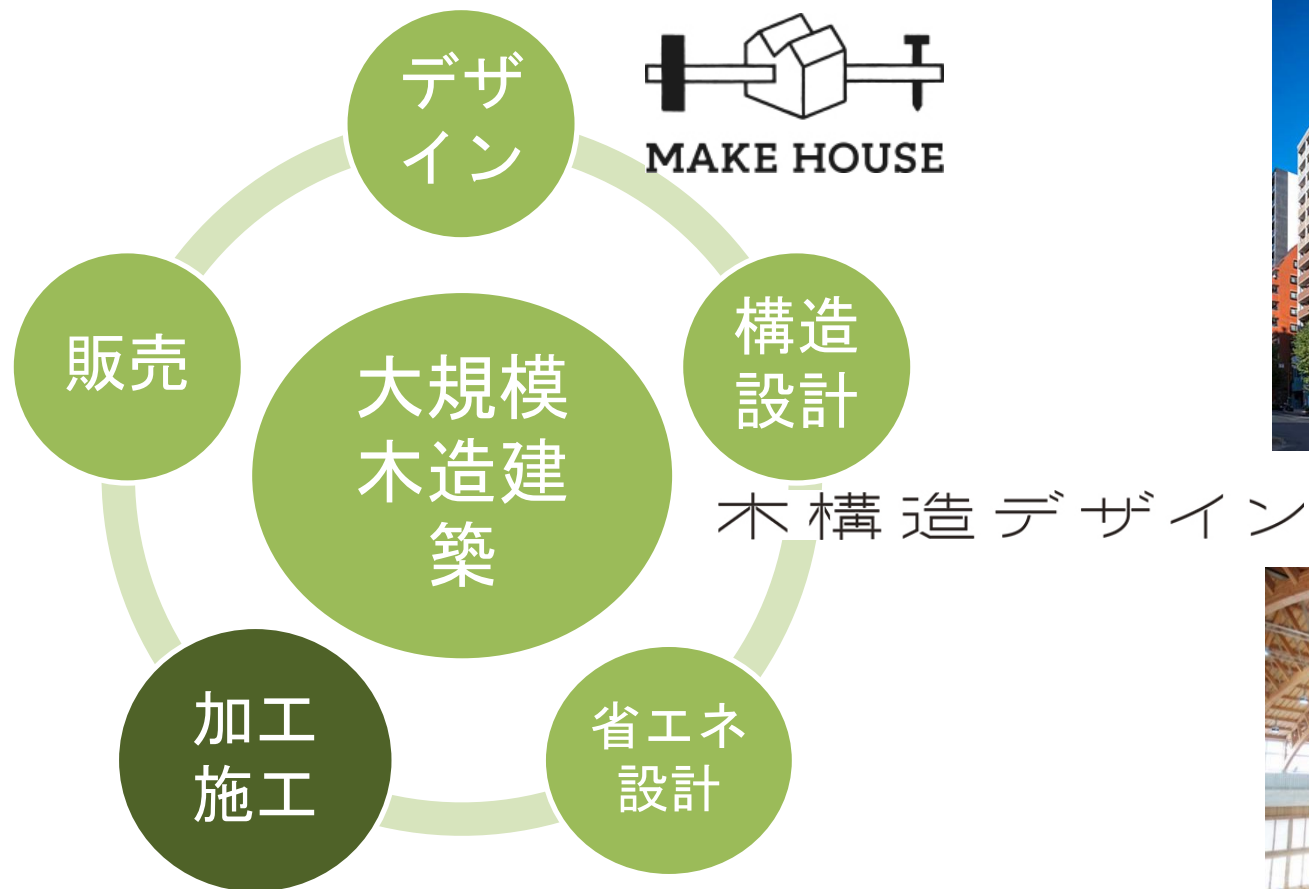 デザ
イン
MAKE HOUSE
販売
構造
設計
大規模
木造建
築
木構造デザイン
加工
施工
省エネ
設計